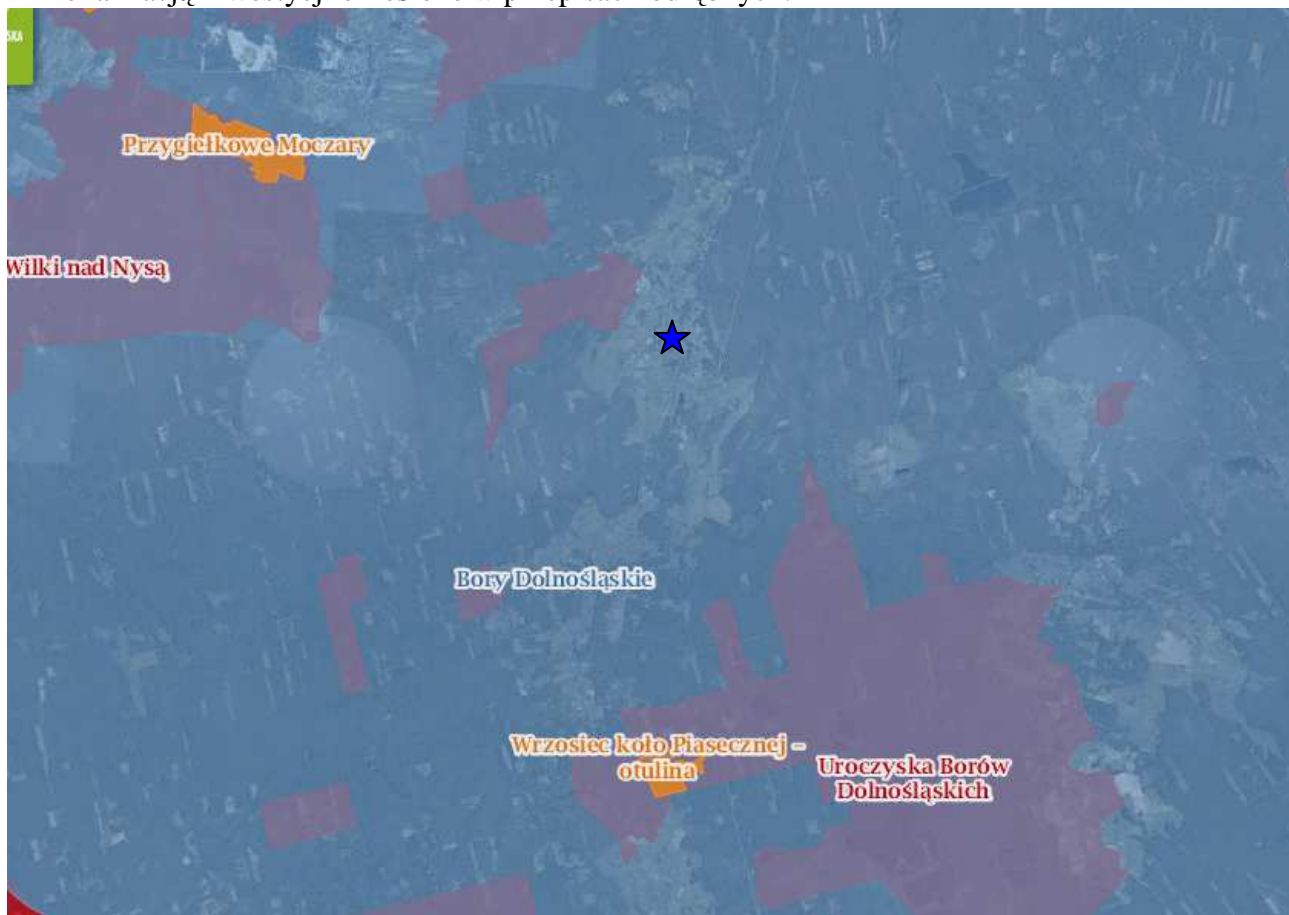 Przygiełkowe Moczary
Wilki nad Nysą
Bory Dolnośląskie
Wrzosiec koło Piasecznej –
otulina
Uroczyska Borów
Dolnośląskich